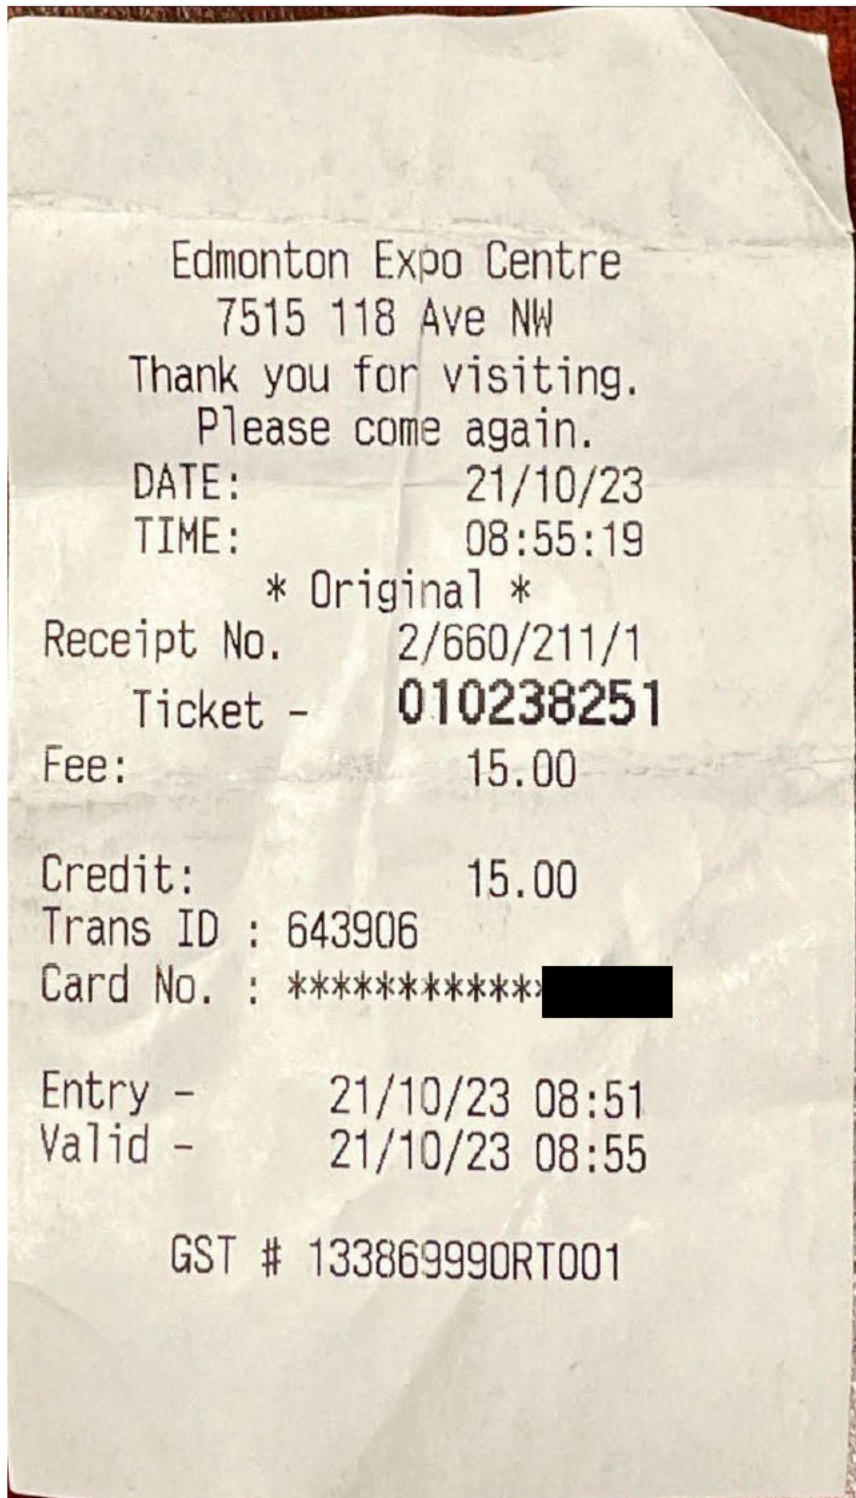 Edmonton Expo Centre
7515 118 Ave NW
Thank you for visiting.
Please come again.
DATE: 21/10/23
TIME: 08:55:19
* Original *
Receipt No. 2/660/211/1
Ticket - 010238251
Fee: 15.00
Credit: 15.00
Trans ID : 643906
Card No. : ************
Entry - 21/10/23 08:51
Valid - 21/10/23 08:55
GST # 133869990RT001